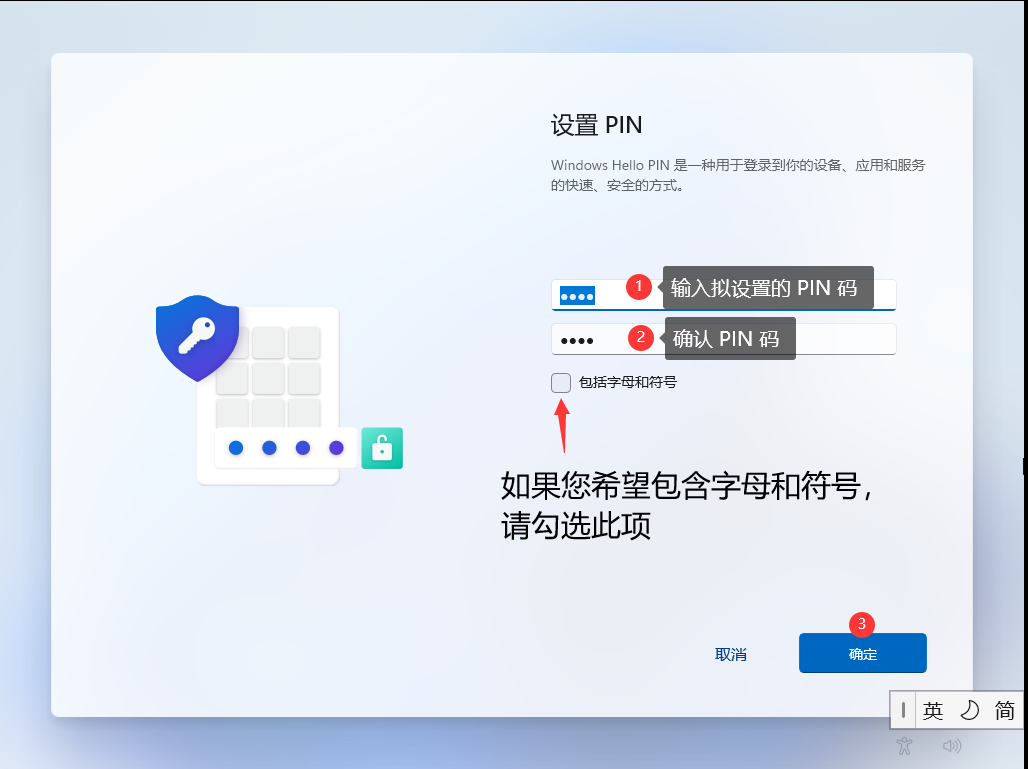 设置 PIN
Windows Hello PIN 是一种用于登录到你的设备、应用和服务
的快速、安全的方式。
1 输入拟设置的 PIN 码
2 确认 PIN 码
包括字母和符号
如果您希望包含字母和符号，
请勾选此项
3
取消 确定
英 简